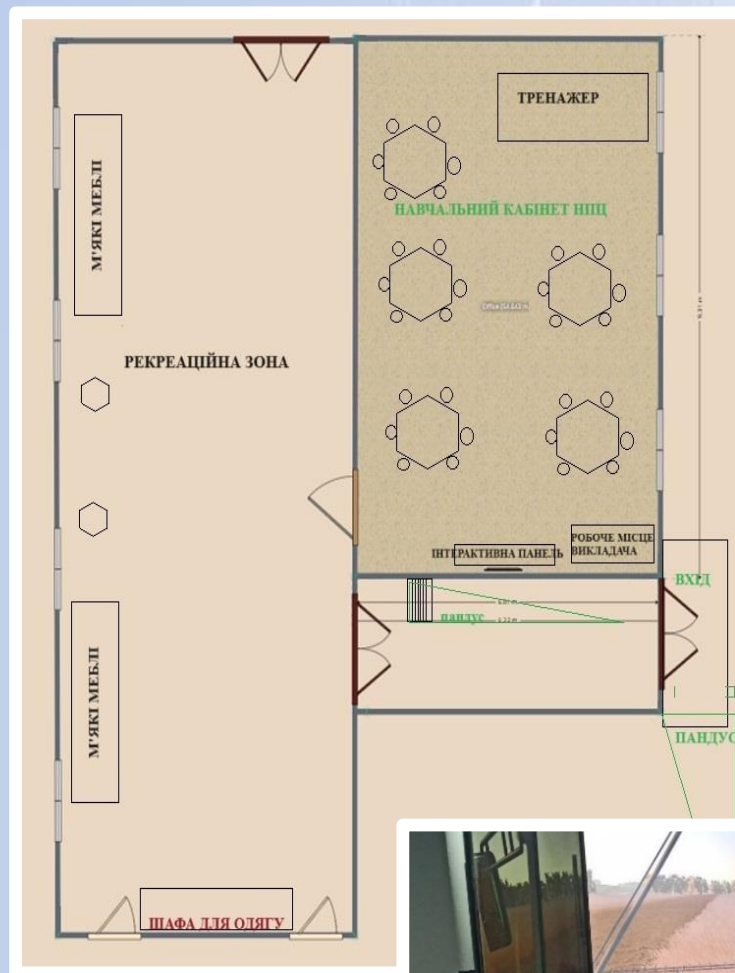 ТРЕНАЖЕР
М'ЯКІ МЕБЛІ
НАВЧАЛЬНИЙ КАБІНЕТ НПЦ
РЕКРЕАЦІЙНА ЗОНА
РОБОЧЕ МІСЦЕ
ІНТЕРАКТИВНА ПАНЕЛЬ
ВИКЛАДАЧА
ВХІД
пандус
М'ЯКІ МЕБЛІ
ПАНДУС
ШАФА ДЛЯ ОДЯГУ